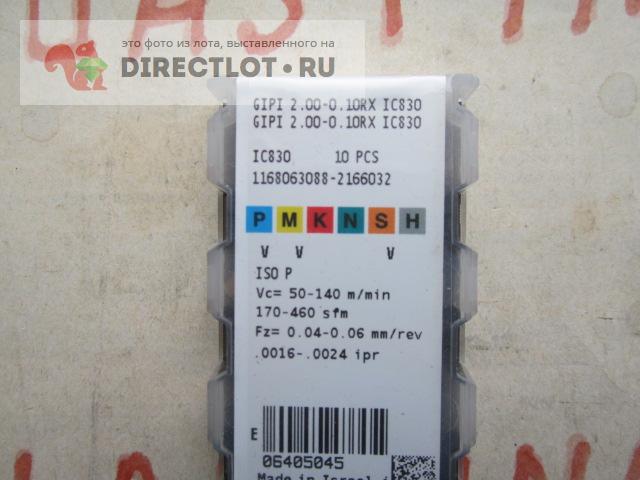 это фото из лота, выставленного на
DIRECTLOT.RU
GIPI 2.00-0.10RX IC830
GIPI 2.00-0.10RX IC830
IC830 10 PCS
1168063088-2166032
P M K N S H
V V V
ISO P
Vc= 50-140 m/min
170-460 sfm
Fz= 0.04-0.06 mm/rev
.0016-.0024 ipr
E
06405045
Made in Israel